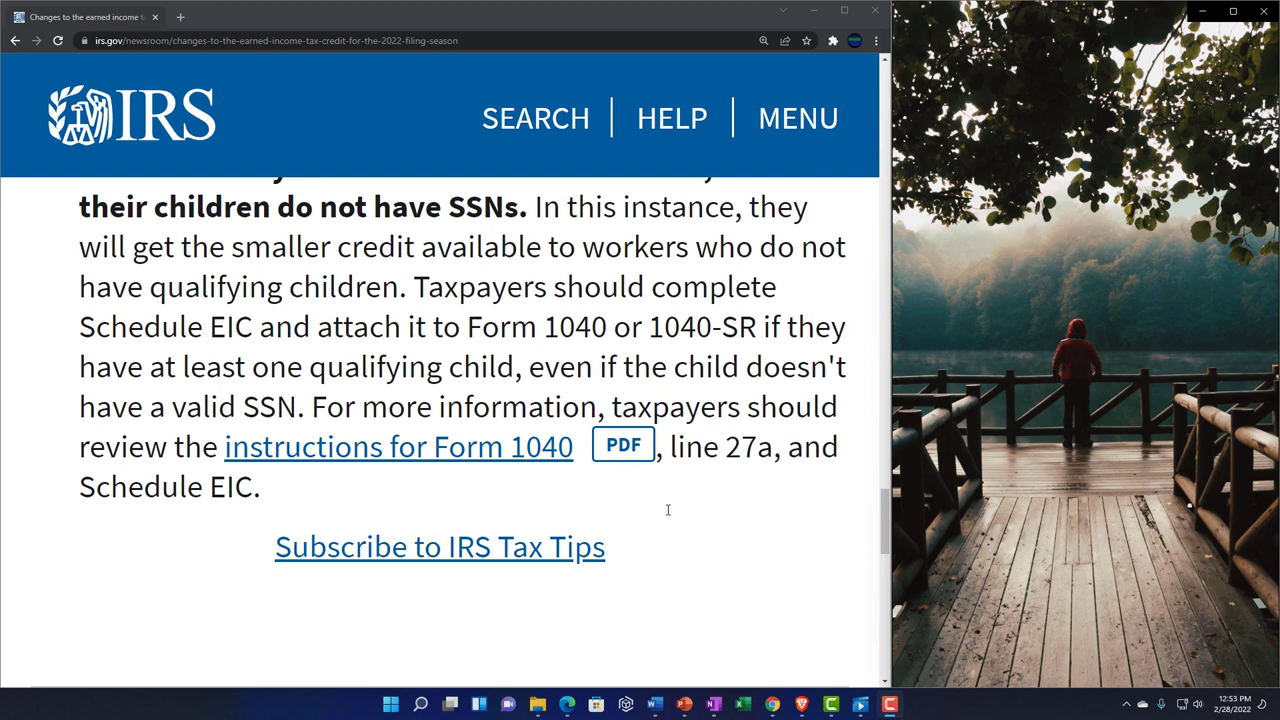 Changes to the earned income t
irs.gov/newsroom/changes-to-the-earned-income-tax-credit-for-the-2022-filing-season
IRS
SEARCH | HELP | MENU
their children do not have SSNs. In this instance, they
will get the smaller credit available to workers who do not
have qualifying children. Taxpayers should complete
Schedule EIC and attach it to Form 1040 or 1040-SR if they
have at least one qualifying child, even if the child doesn't
have a valid SSN. For more information, taxpayers should
review the instructions for Form 1040 PDF, line 27a, and
Schedule EIC.
Subscribe to IRS Tax Tips
12:53 PM
2/28/2022